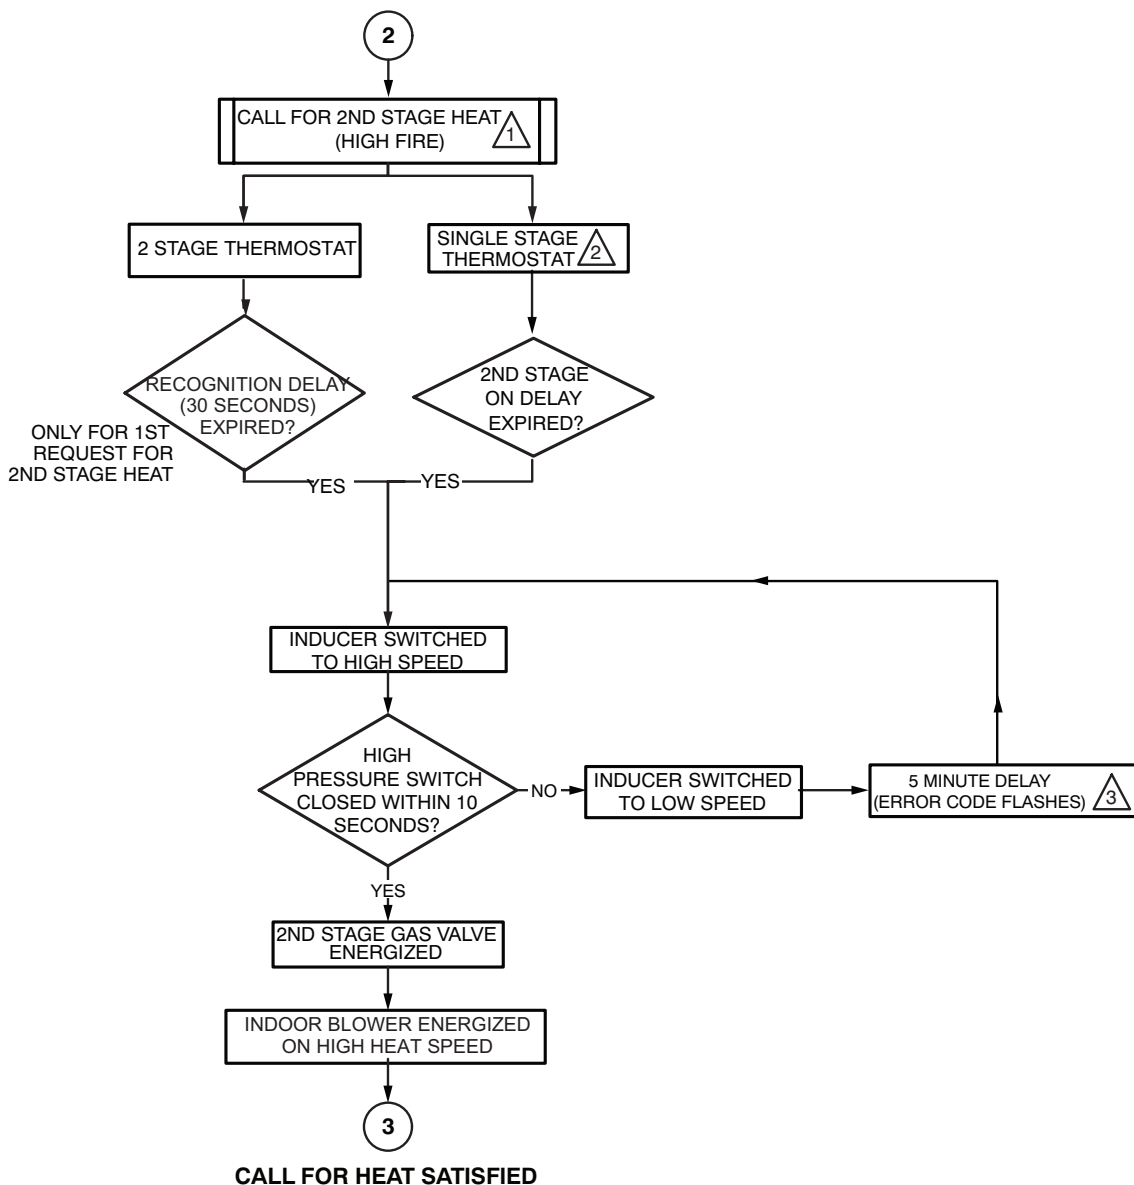 2
CALL FOR 2ND STAGE HEAT
(HIGH FIRE)
1
2 STAGE THERMOSTAT
SINGLE STAGE
THERMOSTAT
2
RECOGNITION DELAY
(30 SECONDS)
EXPIRED?
2ND STAGE
ON DELAY
EXPIRED?
ONLY FOR 1ST
REQUEST FOR
2ND STAGE HEAT
YES
YES
INDUCER SWITCHED
TO HIGH SPEED
HIGH
PRESSURE SWITCH
CLOSED WITHIN 10
SECONDS?
NO
INDUCER SWITCHED
TO LOW SPEED
5 MINUTE DELAY
(ERROR CODE FLASHES)
3
YES
2ND STAGE GAS VALVE
ENERGIZED
INDOOR BLOWER ENERGIZED
ON HIGH HEAT SPEED
3
CALL FOR HEAT SATISFIED